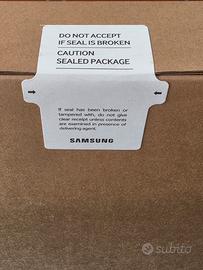 DO NOT ACCEPT
IF SEAL IS BROKEN
CAUTION
SEALED PACKAGE
If seal has been broken or
tampered with, do not give
clear receipt unless contents
are examined in presence of
delivering agent.
SAMSUNG
subito